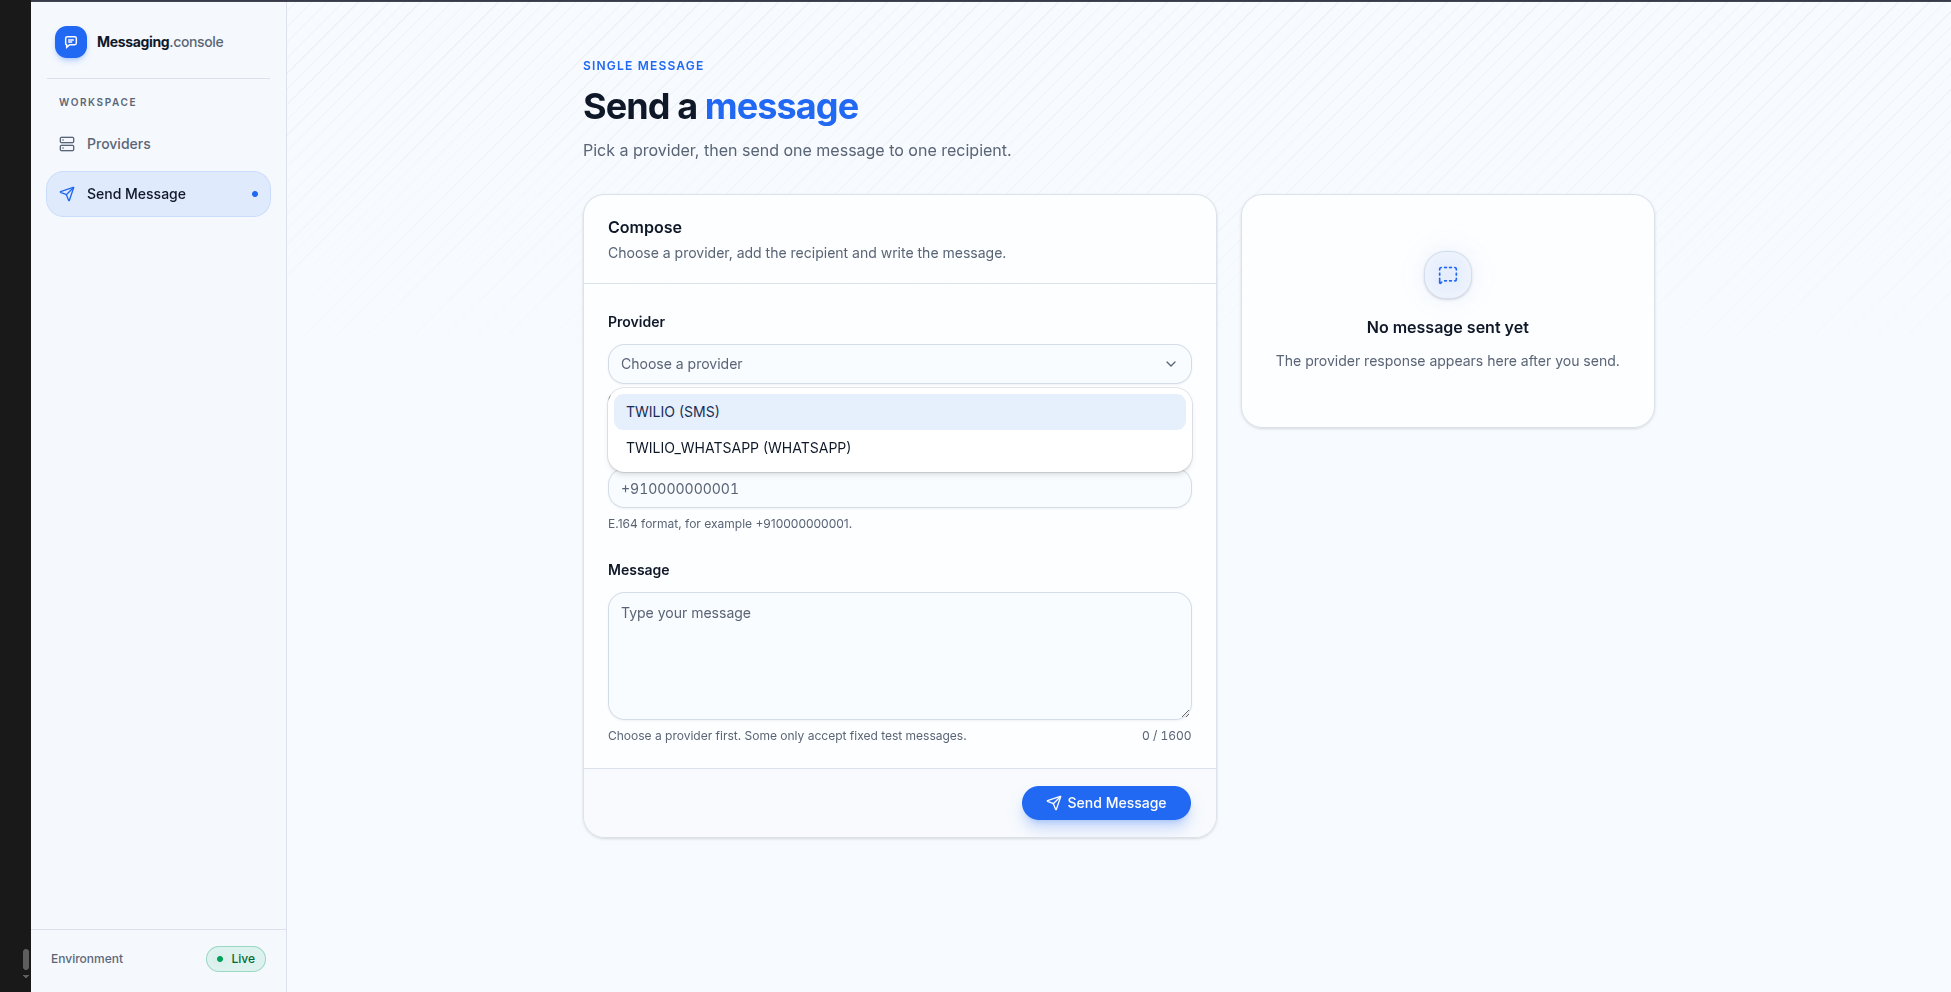 Messaging.console
WORKSPACE
Providers
Send Message
Environment
Live
SINGLE MESSAGE
Send a message
Pick a provider, then send one message to one recipient.
Compose
Choose a provider, add the recipient and write the message.
Provider
Choose a provider
TWILIO (SMS)
TWILIO_WHATSAPP (WHATSAPP)
+910000000001
E.164 format, for example +910000000001.
Message
Type your message
Choose a provider first. Some only accept fixed test messages.
0 / 1600
Send Message
No message sent yet
The provider response appears here after you send.